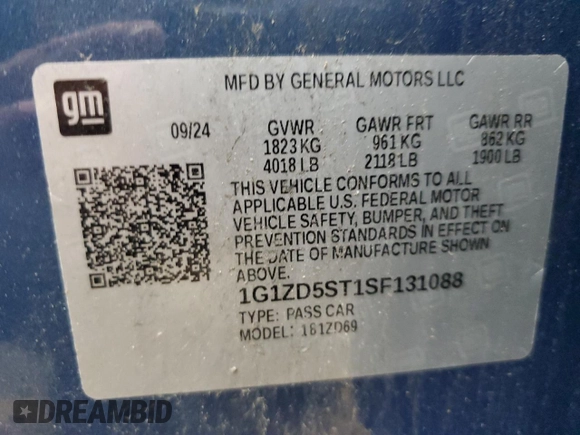 gm
MFD BY GENERAL MOTORS LLC
09/24 GVWR GAWR FRT GAWR RR
1823 KG 961 KG 862 KG
4018 LB 2118 LB 1900 LB
THIS VEHICLE CONFORMS TO ALL
APPLICABLE U.S. FEDERAL MOTOR
VEHICLE SAFETY, BUMPER, AND THEFT
PREVENTION STANDARDS IN EFFECT ON
THE DATE OF MANUFACTURE SHOWN
ABOVE.
1G1ZD5ST1SF131088
TYPE: PASS CAR
MODEL: 1G1ZD69
DREAMBID